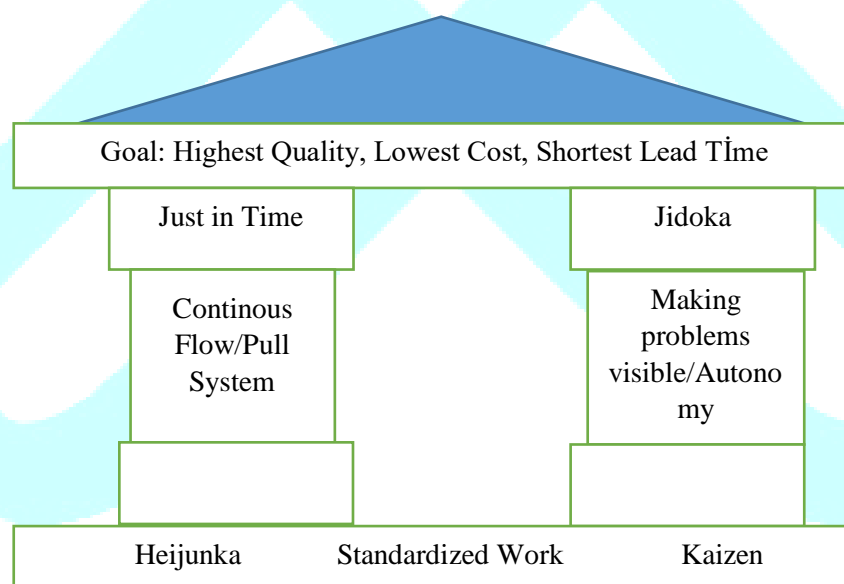 Goal: Highest Quality, Lowest Cost, Shortest Lead Tİme
Just in Time
Jidoka
Continous
Flow/Pull
System
Making
problems
visible/Autono
my
Heijunka
Standardized Work
Kaizen